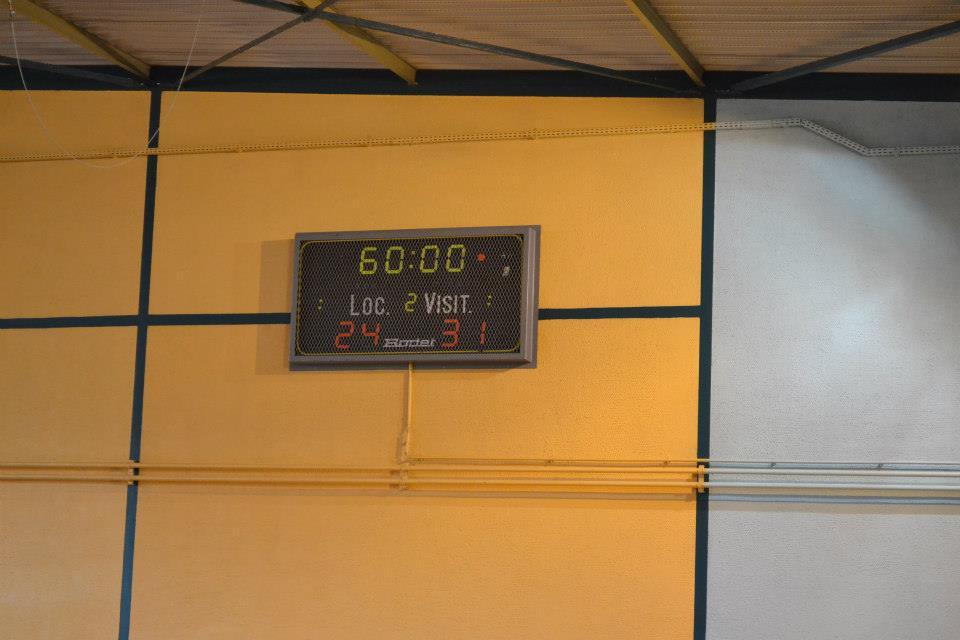 60:00
LOC. 2 VISIT.
24 Bodet 31